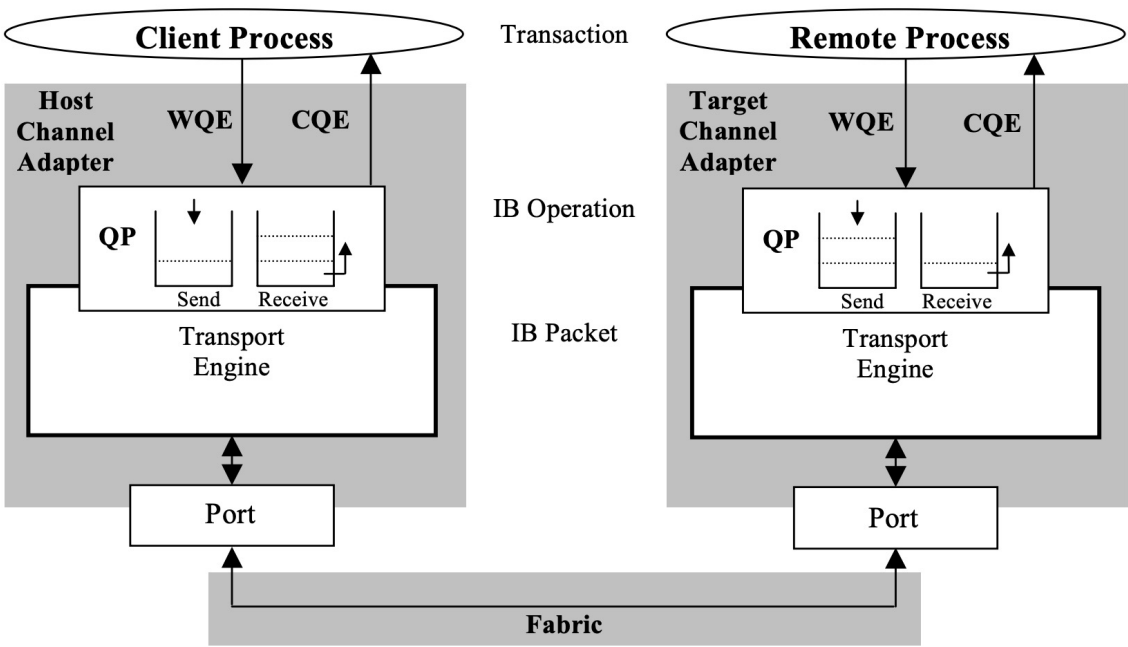 Client Process
Transaction
Remote Process
Host
Channel
Adapter
WQE
CQE
Target
Channel
Adapter
WQE
CQE
IB Operation
QP
Send
Receive
QP
Send
Receive
IB Packet
Transport
Engine
Transport
Engine
Port
Port
Fabric